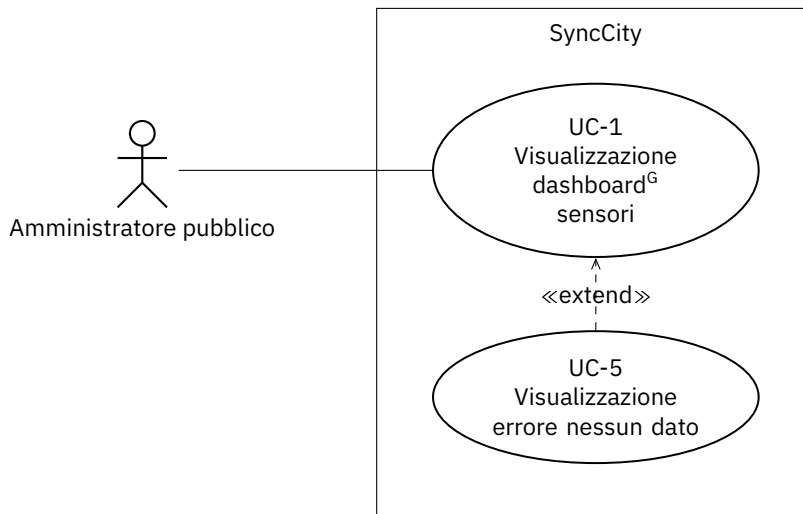 SyncCity
UC-1
Visualizzazione
dashboardᴳ
sensori
Amministratore pubblico
≪extend≫
UC-5
Visualizzazione
errore nessun dato